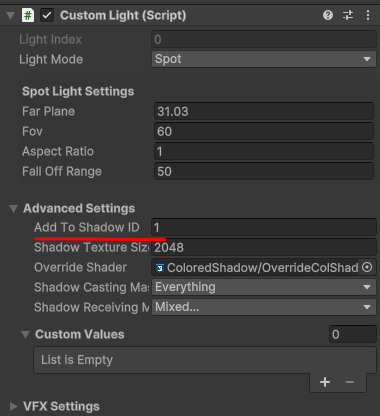 Custom Light (Script)
Light Index 0
Light Mode Spot
Spot Light Settings
Far Plane 31.03
Fov 60
Aspect Ratio 1
Fall Off Range 50
Advanced Settings
Add To Shadow ID 1
Shadow Texture Siz 2048
Override Shader ColoredShadow/OverrideColShad
Shadow Casting Mas Everything
Shadow Receiving M Mixed...
Custom Values 0
List is Empty
+ −
VFX Settings